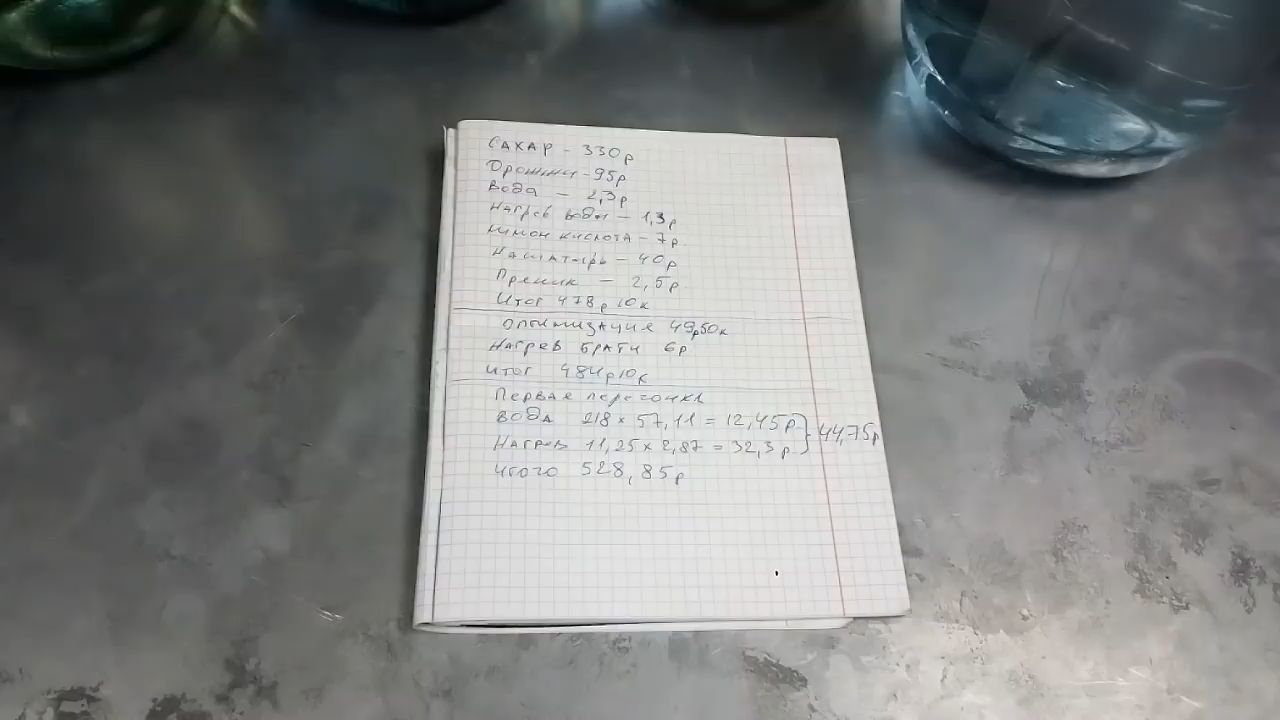 САХАР - 330р
Дрожжи - 95р
Вода - 2,3р
Нагрев воды - 1,3р
Лимон кислота - 7р.
Нашатырь - 40р
Преник - 2,5р.
Итог 478р 10к
Оптимизация 49р50к
Нагрев браги 6р
Итог 484р10к
Первая перегонка
Вода 218 × 57,11 = 12,45р.
Нагрев 11,25 × 2,87 = 32,3р. } 44,75р
Итого 528,85р